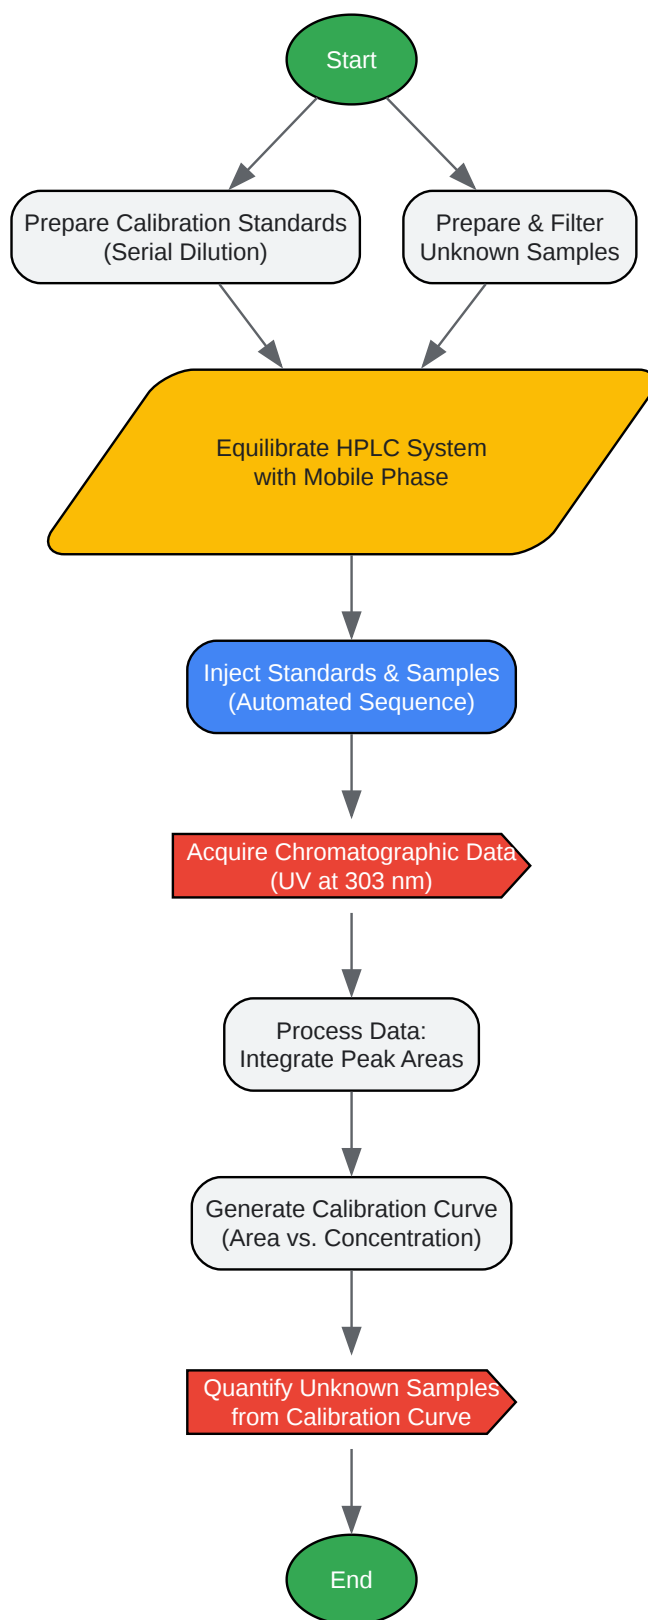 Start
Prepare Calibration Standards
(Serial Dilution)
Prepare & Filter
Unknown Samples
Equilibrate HPLC System
with Mobile Phase
Inject Standards & Samples
(Automated Sequence)
Acquire Chromatographic Data
(UV at 303 nm)
Process Data:
Integrate Peak Areas
Generate Calibration Curve
(Area vs. Concentration)
Quantify Unknown Samples
from Calibration Curve
End